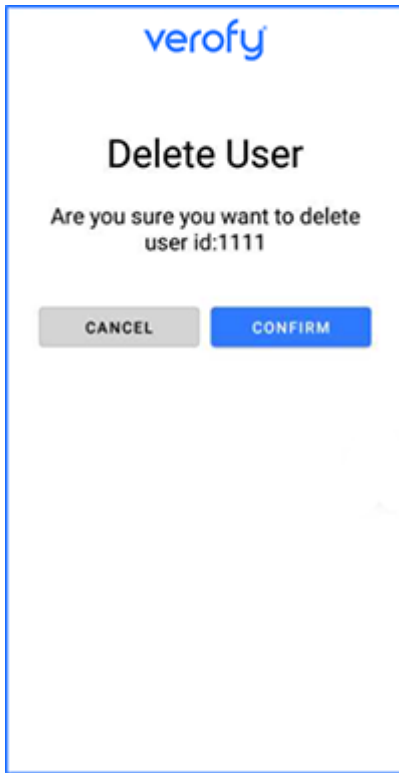 verofy
Delete User
Are you sure you want to delete
user id:1111
CANCEL
CONFIRM